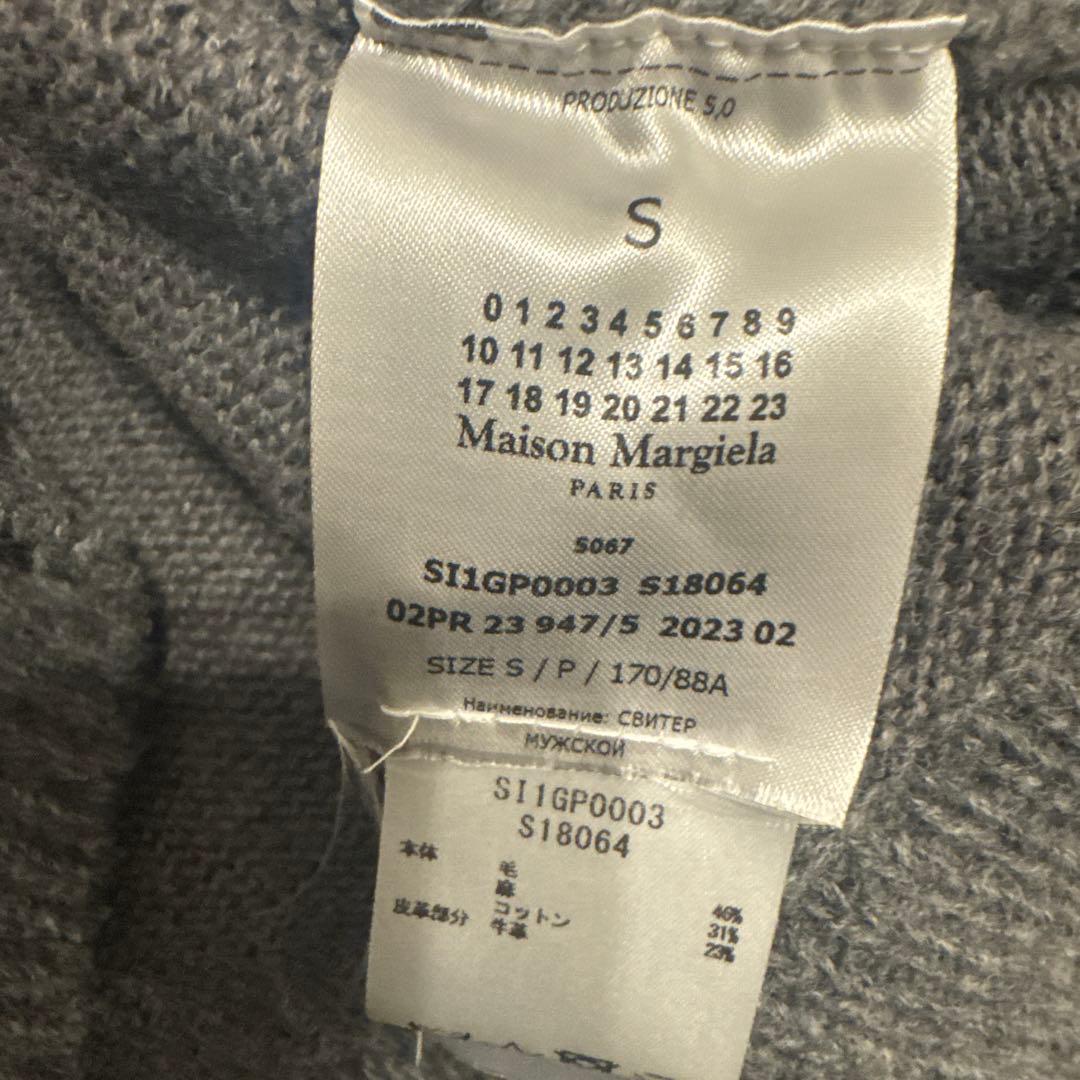 PRODUZIONE 5,0
S
0 1 2 3 4 5 6 7 8 9
10 11 12 13 14 15 16
17 18 19 20 21 22 23
Maison Margiela
PARIS
S067
SI1GP0003 S18064
02PR 23 947/5 2023 02
SIZE S / P / 170/88A
Наименование: СВИТЕР
МУЖСКОЙ
SI1GP0003
S18064
本体 毛 46%
麻 31%
コットン 23%
皮革部分 牛革